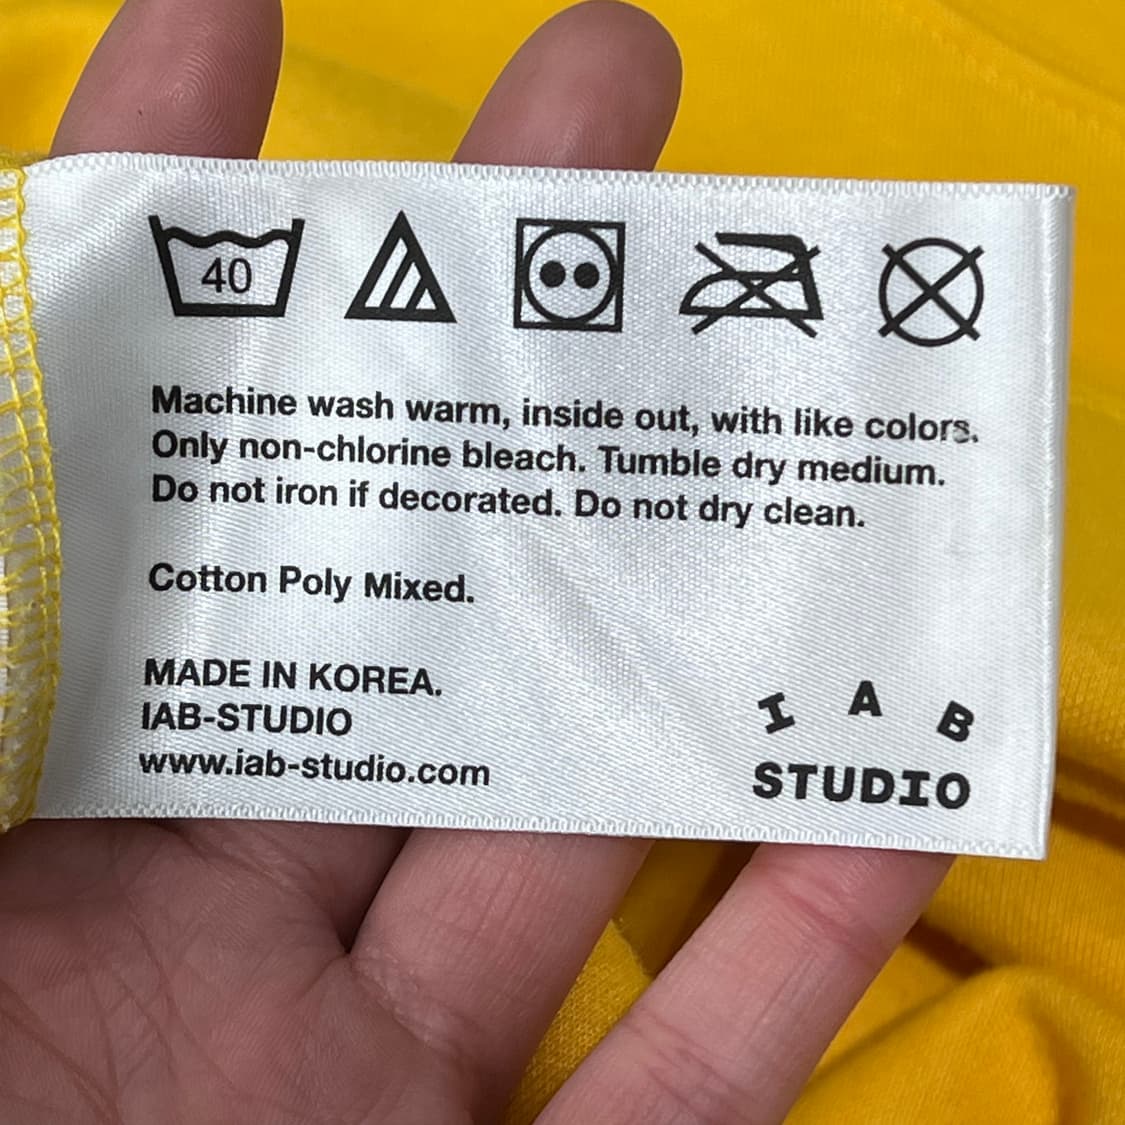 40
Machine wash warm, inside out, with like colors.
Only non-chlorine bleach. Tumble dry medium.
Do not iron if decorated. Do not dry clean.
Cotton Poly Mixed.
MADE IN KOREA.
IAB-STUDIO
www.iab-studio.com
I A B
STUDIO